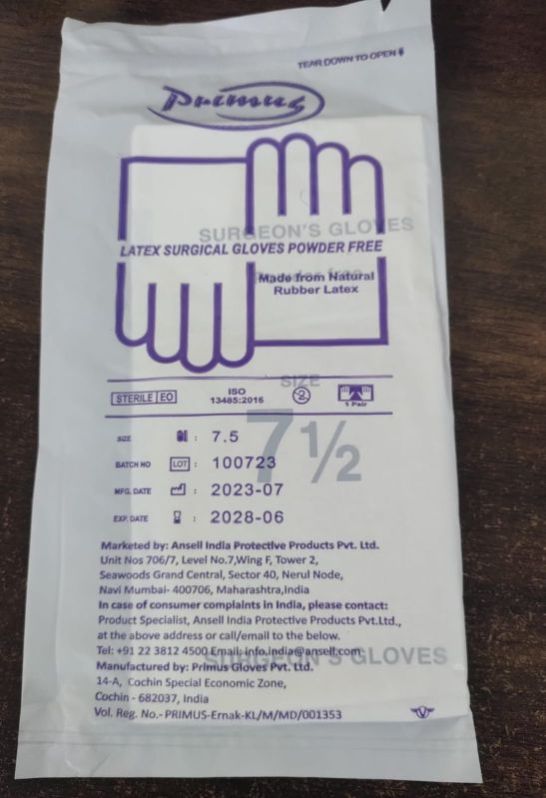 TEAR DOWN TO OPEN
Primus
SURGEON'S GLOVES
LATEX SURGICAL GLOVES POWDER FREE
Made from Natural
Rubber Latex
SIZE
STERILE EO
ISO
13485:2016
2
1 Pair
7 ½
SIZE : 7.5
BATCH NO LOT : 100723
MFG. DATE : 2023-07
EXP. DATE : 2028-06
Marketed by: Ansell India Protective Products Pvt. Ltd.
Unit Nos 706/7, Level No.7,Wing F, Tower 2,
Seawoods Grand Central, Sector 40, Nerul Node,
Navi Mumbai- 400706, Maharashtra,India
In case of consumer complaints in India, please contact:
Product Specialist, Ansell India Protective Products Pvt.Ltd.,
at the above address or call/email to the below.
Tel: +91 22 3812 4500 Email: info.india@ansell.com
SURGEON'S GLOVES
Manufactured by: Primus Gloves Pvt. Ltd.
14-A, Cochin Special Economic Zone,
Cochin - 682037, India
Vol. Reg. No.- PRIMUS-Ernak-KL/M/MD/001353